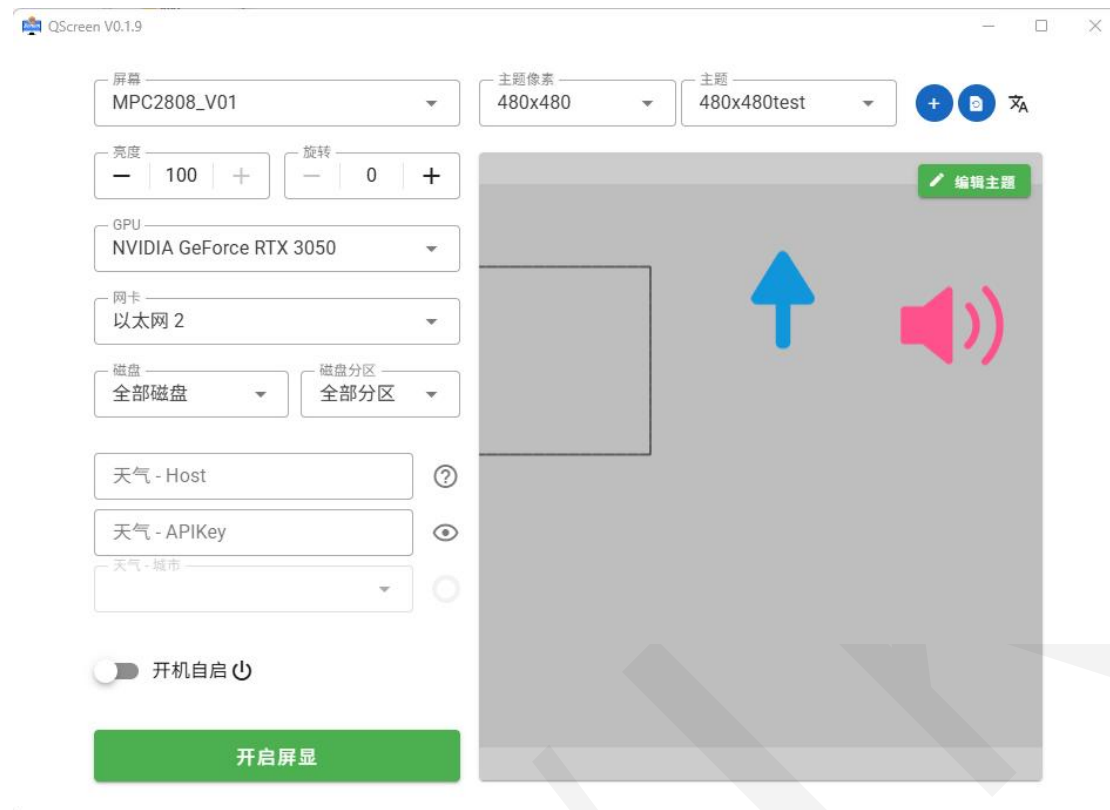 QScreen V0.1.9
屏幕
MPC2808_V01
主题像素
480x480
主题
480x480test
亮度
100
旋转
0
编辑主题
GPU
NVIDIA GeForce RTX 3050
网卡
以太网 2
磁盘
全部磁盘
磁盘分区
全部分区
天气 - Host
天气 - APIKey
天气 - 城市
开机自启
开启屏显